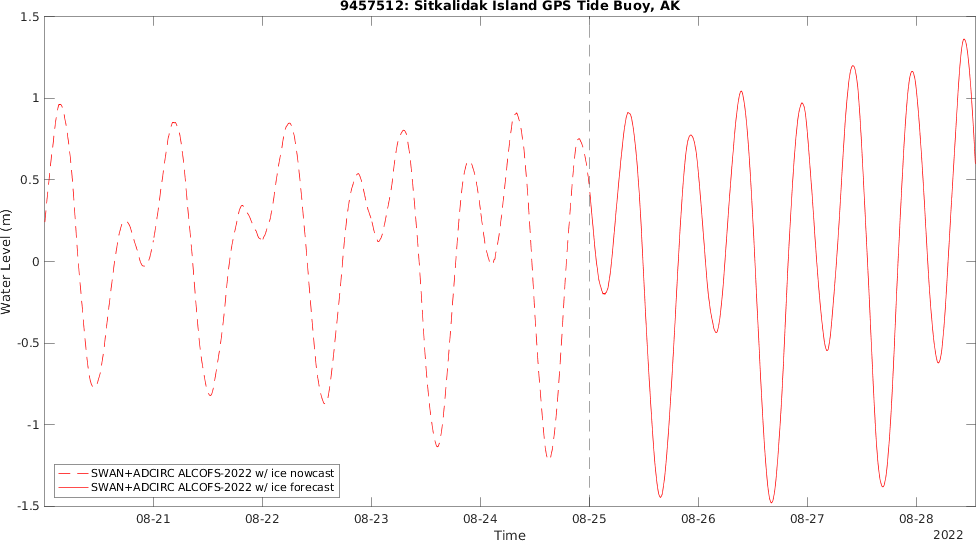 9457512: Sitkalidak Island GPS Tide Buoy, AK
1.5
1
0.5
0
-0.5
-1
-1.5
Water Level (m)
SWAN+ADCIRC ALCOFS-2022 w/ ice nowcast
SWAN+ADCIRC ALCOFS-2022 w/ ice forecast
08-21 08-22 08-23 08-24 08-25 08-26 08-27 08-28
Time
2022